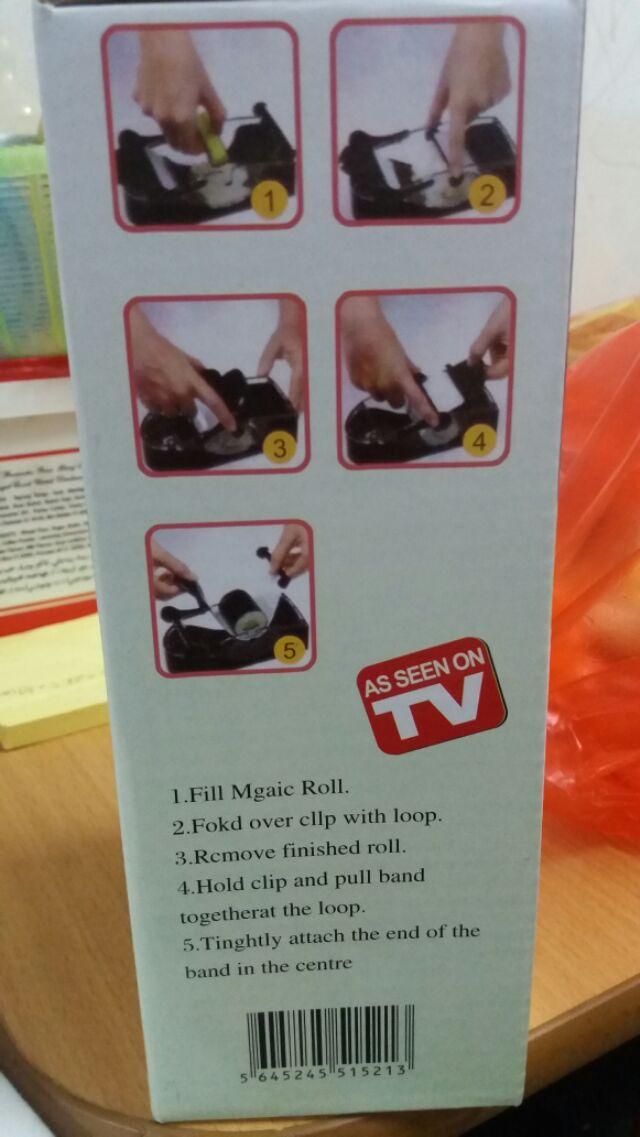 1
2
3
4
5
AS SEEN ON
TV
1.Fill Mgaic Roll.
2.Fokd over cllp with loop.
3.Rcmove finished roll.
4.Hold clip and pull band
togetherat the loop.
5.Tinghtly attach the end of the
band in the centre
5 645245 515213